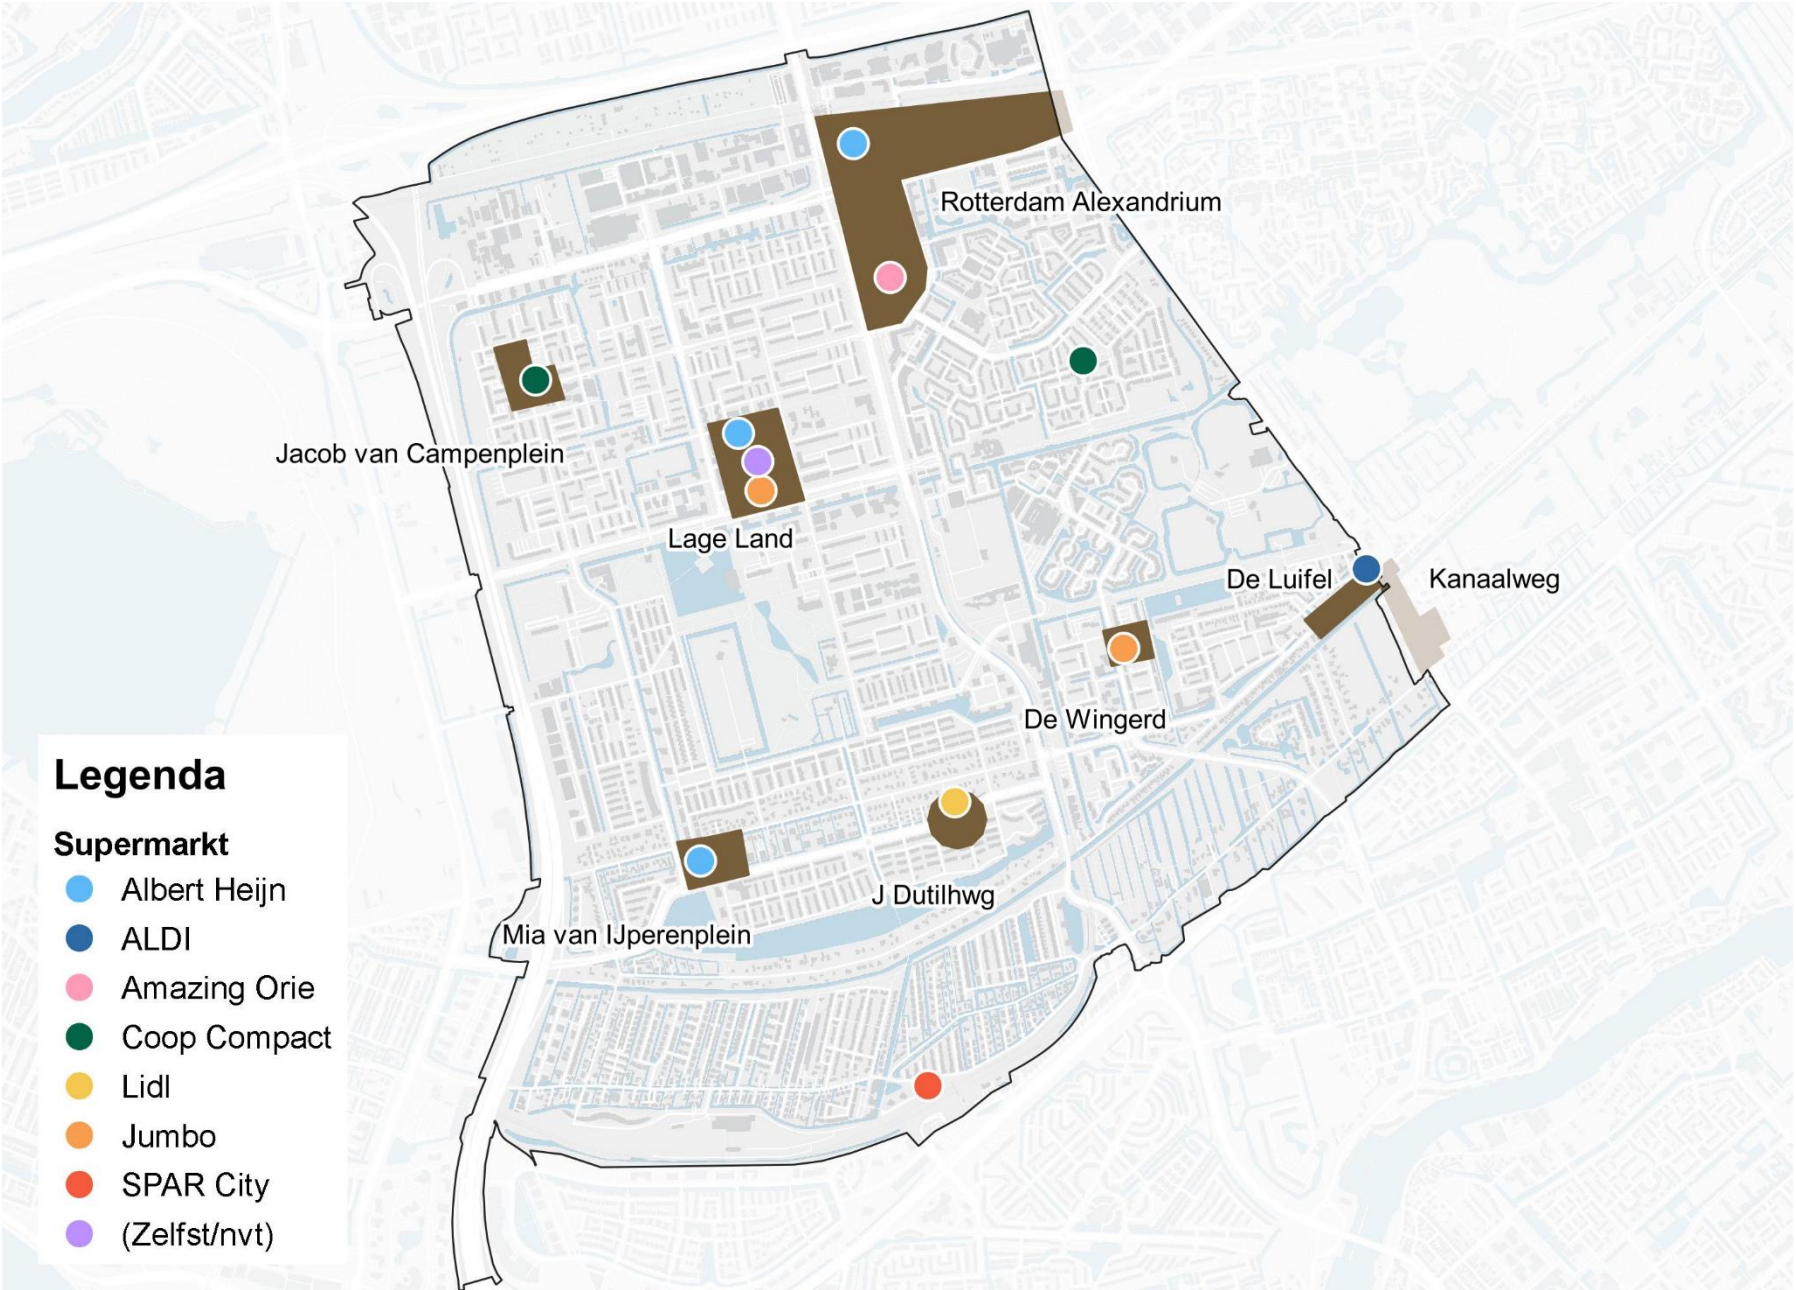 Rotterdam Alexandrium
Jacob van Campenplein
Lage Land
De Luifel
Kanaalweg
De Wingerd
J Dutilhwg
Mia van IJperenplein
Legenda
Supermarkt
Albert Heijn
ALDI
Amazing Orie
Coop Compact
Lidl
Jumbo
SPAR City
(Zelfst/nvt)